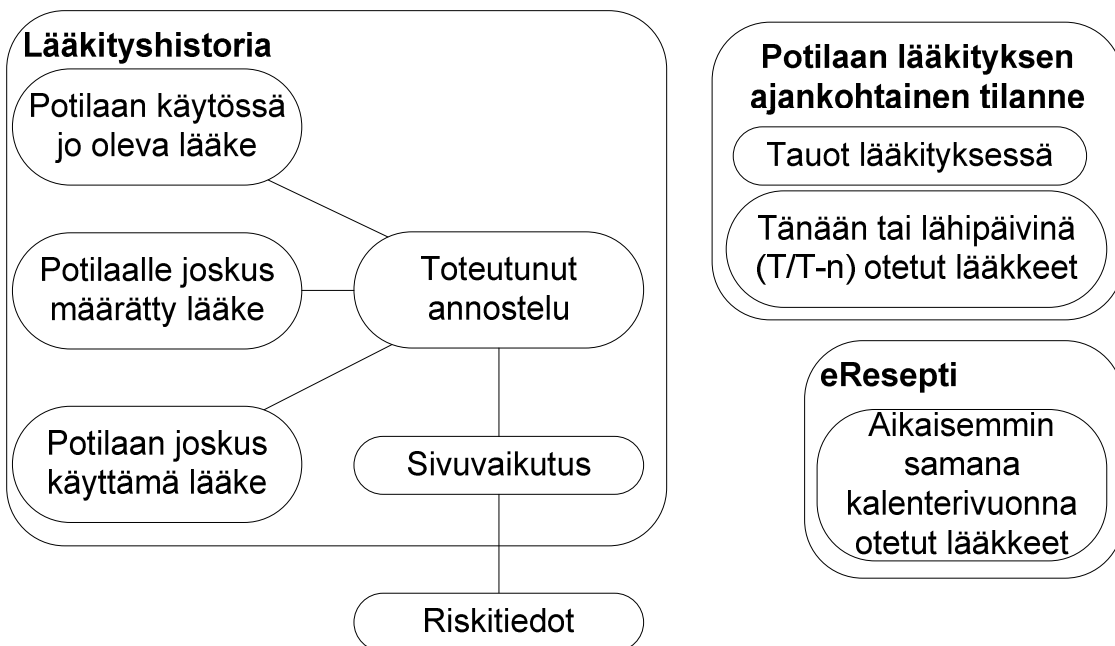 Lääkityshistoria
Potilaan käytössä
jo oleva lääke
Potilaalle joskus
määrätty lääke
Potilaan joskus
käyttämä lääke
Toteutunut
annostelu
Sivuvaikutus
Riskitiedot
Potilaan lääkityksen
ajankohtainen tilanne
Tauot lääkityksessä
Tänään tai lähipäivinä
(T/T-n) otetut lääkkeet
eResepti
Aikaisemmin
samana
kalenterivuonna
otetut lääkkeet